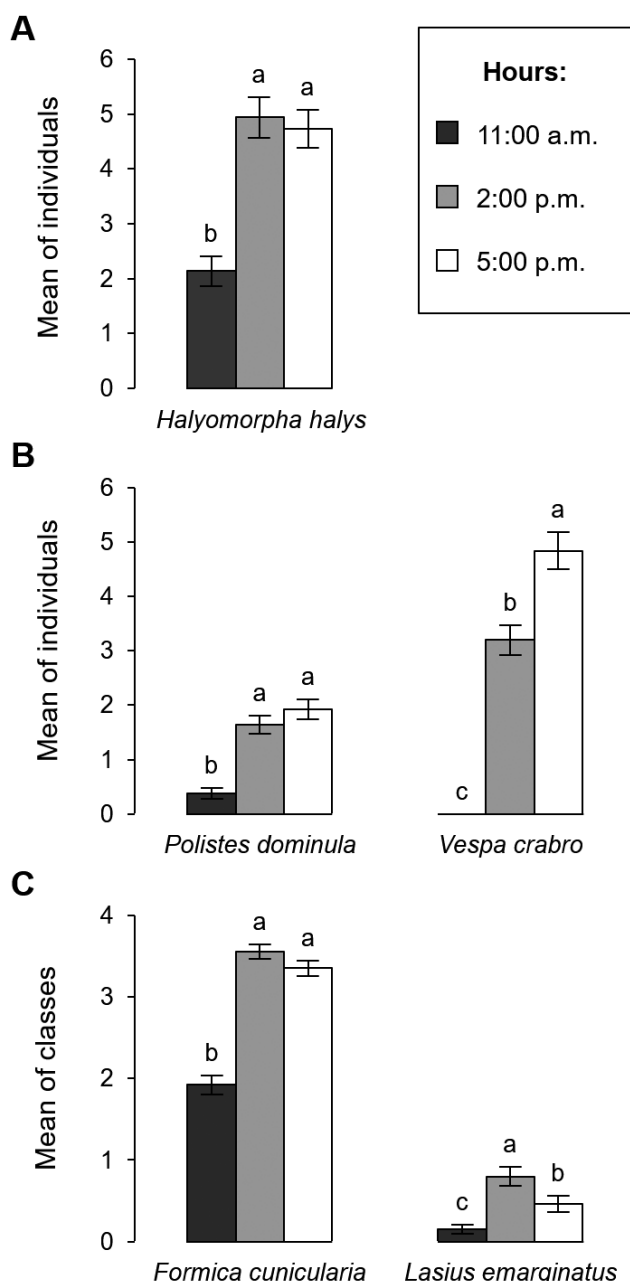 A
6
5
4
3
2
1
0
Mean of individuals
b
a
a
Halyomorpha halys
Hours:
11:00 a.m.
2:00 p.m.
5:00 p.m.
B
6
5
4
3
2
1
0
Mean of individuals
b
a
a
c
b
a
Polistes dominula
Vespa crabro
C
4
3
2
1
0
Mean of classes
b
a
a
c
a
b
Formica cunicularia
Lasius emarginatus